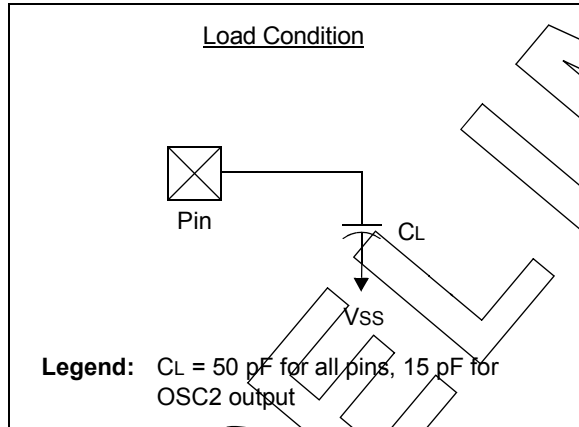 Load Condition
Pin
CL
VSS
Legend: CL = 50 pF for all pins, 15 pF for
OSC2 output